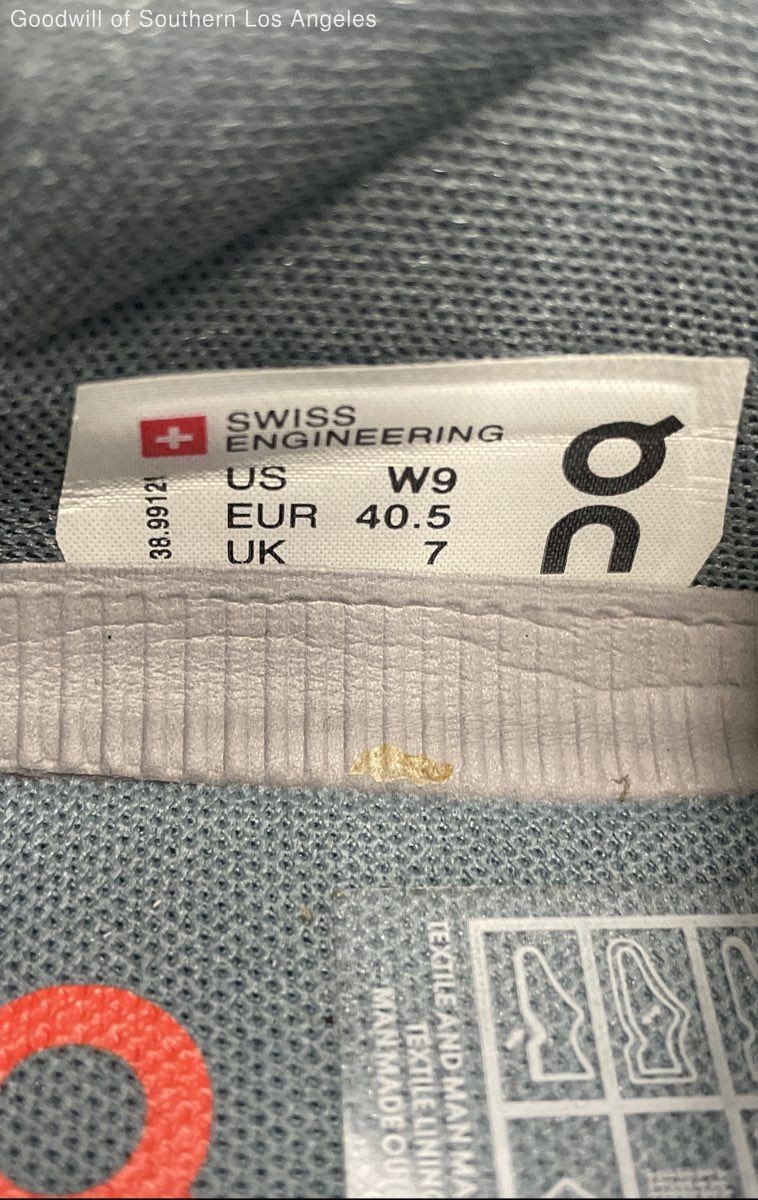 Goodwill of Southern Los Angeles
SWISS
ENGINEERING
US W9
EUR 40.5
UK 7
38.9912
on
TEXTILE AND MAN MA
TEXTILE LINING
MAN MADE OU